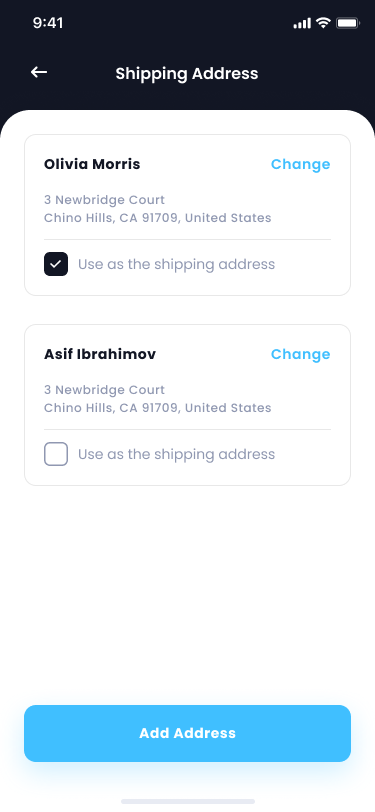 9:41
Shipping Address
Olivia Morris Change
3 Newbridge Court
Chino Hills, CA 91709, United States
Use as the shipping address
Asif Ibrahimov Change
3 Newbridge Court
Chino Hills, CA 91709, United States
Use as the shipping address
Add Address